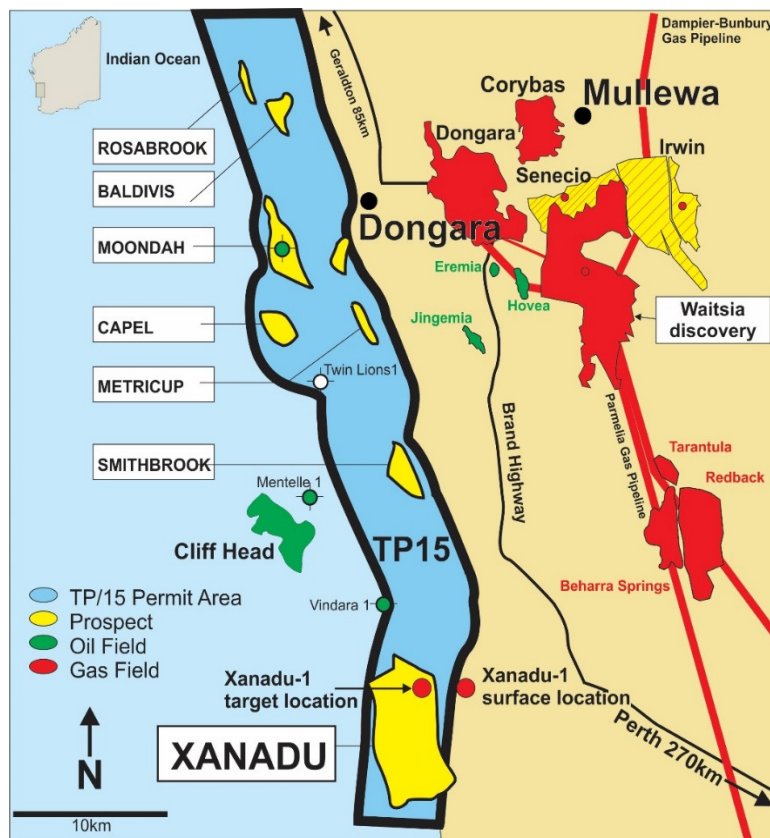 Indian Ocean
Geraldton 85km
Dampier-Bunbury
Gas Pipeline
Corybas
Mullewa
Dongara
Irwin
Senecio
ROSABROOK
BALDIVIS
MOONDAH
Dongara
Eremia
Hovea
Waitsia
discovery
CAPEL
Jingemia
METRICUP
Twin Lions1
Brand Highway
Parmelia Gas Pipeline
SMITHBROOK
Tarantula
Redback
Mentelle 1
Cliff Head
TP15
Beharra Springs
TP/15 Permit Area
Prospect
Oil Field
Gas Field
Vindara 1
Xanadu-1
target location
Xanadu-1
surface location
XANADU
Perth 270km
N
10km